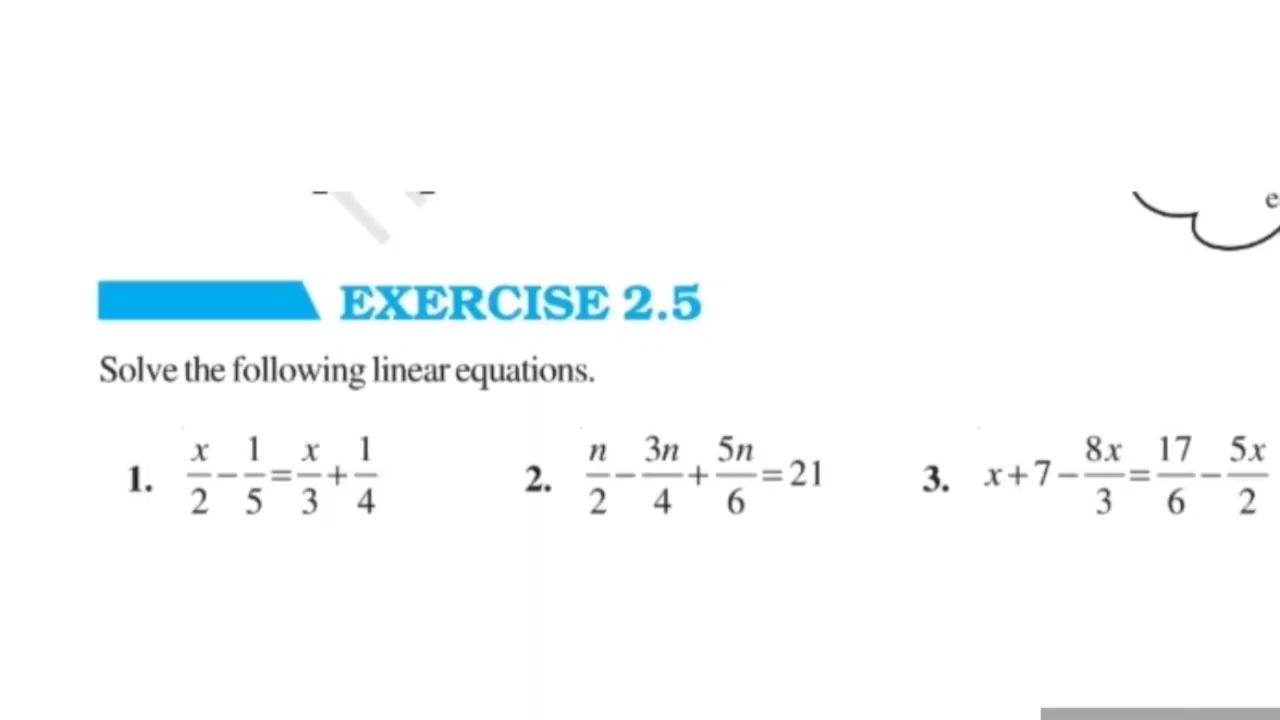 EXERCISE 2.5
Solve the following linear equations.
1. x/2 - 1/5 = x/3 + 1/4 2. n/2 - 3n/4 + 5n/6 = 21 3. x + 7 - 8x/3 = 17/6 - 5x/2